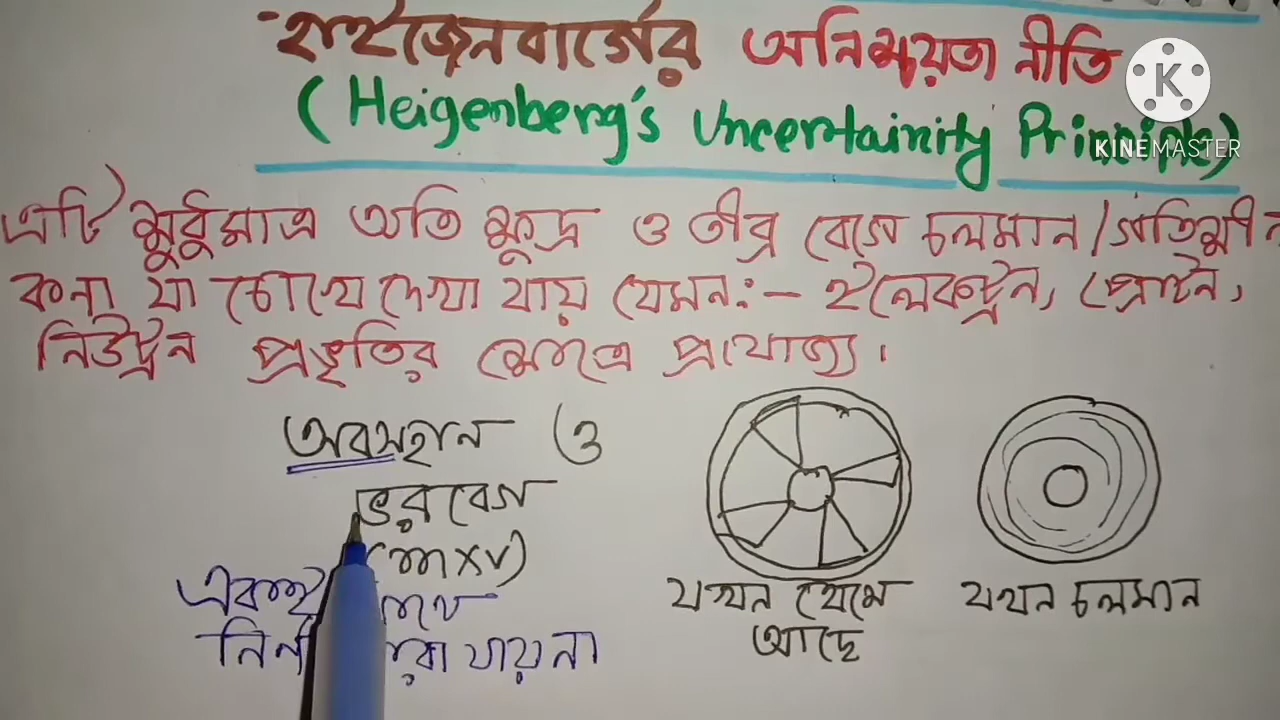 হাইজেনবার্গের অনিশ্চয়তা নীতি
(Heigenberg's Uncertainity Principle)
K
KINEMASTER
এটি শুধুমাত্র অতি ক্ষুদ্র ও তীব্র বেগে চলমান/গতিশীল
কনা যা চোখে দেখা যায় যেমন:- ইলেকট্রন, প্রোটন,
নিউট্রন প্রভৃতির ক্ষেত্রে প্রযোজ্য।
অবস্হান ও
ভরবেগ
(m×v)
একই
যায়না
যখন থেমে
আছে
যখন চলমান